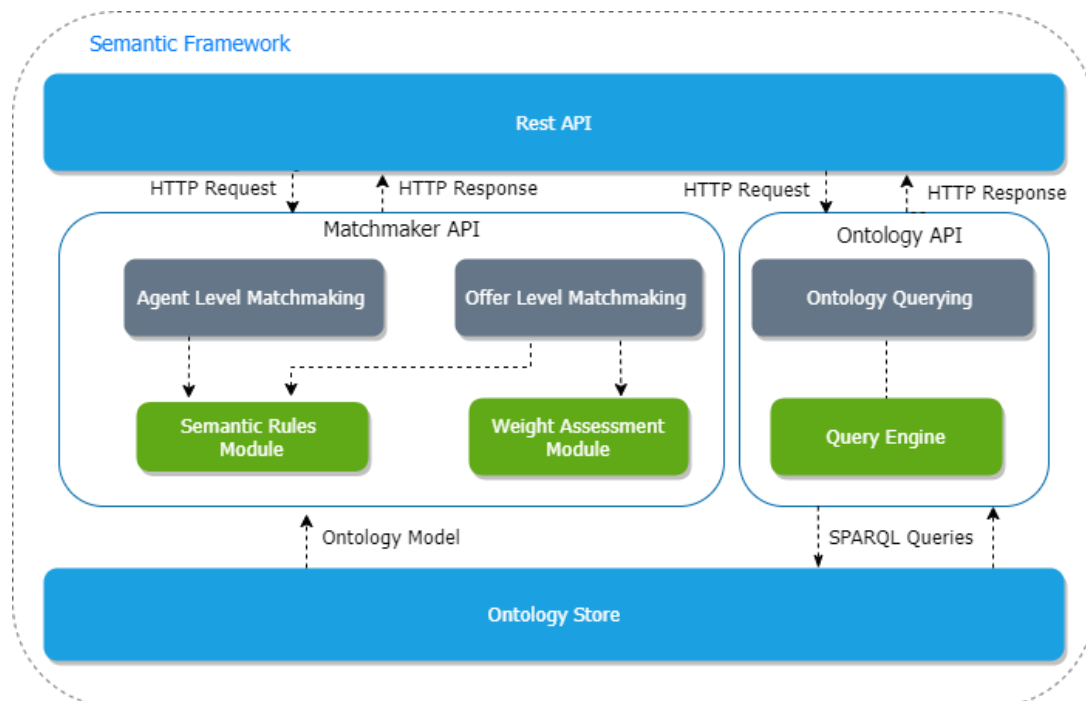 Semantic Framework
Rest API
HTTP Request
HTTP Response
HTTP Request
HTTP Response
Matchmaker API
Ontology API
Agent Level Matchmaking
Offer Level Matchmaking
Ontology Querying
Semantic Rules
Module
Weight Assessment
Module
Query Engine
Ontology Model
SPARQL Queries
Ontology Store